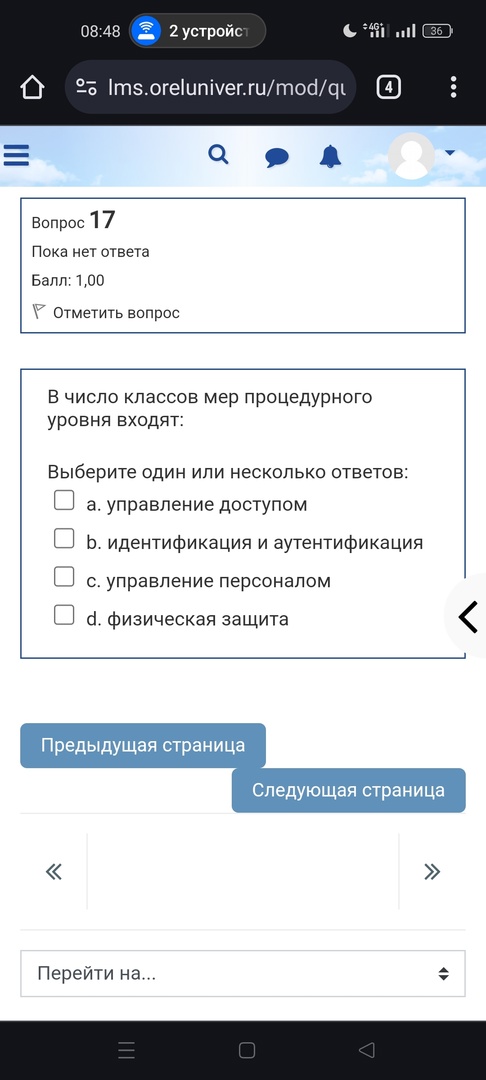 08:48
2 устройст
4G+
36
lms.oreluniver.ru/mod/qu
4
Вопрос 17
Пока нет ответа
Балл: 1,00
Отметить вопрос
В число классов мер процедурного
уровня входят:
Выберите один или несколько ответов:
a. управление доступом
b. идентификация и аутентификация
c. управление персоналом
d. физическая защита
Предыдущая страница
Следующая страница
«
»
Перейти на...